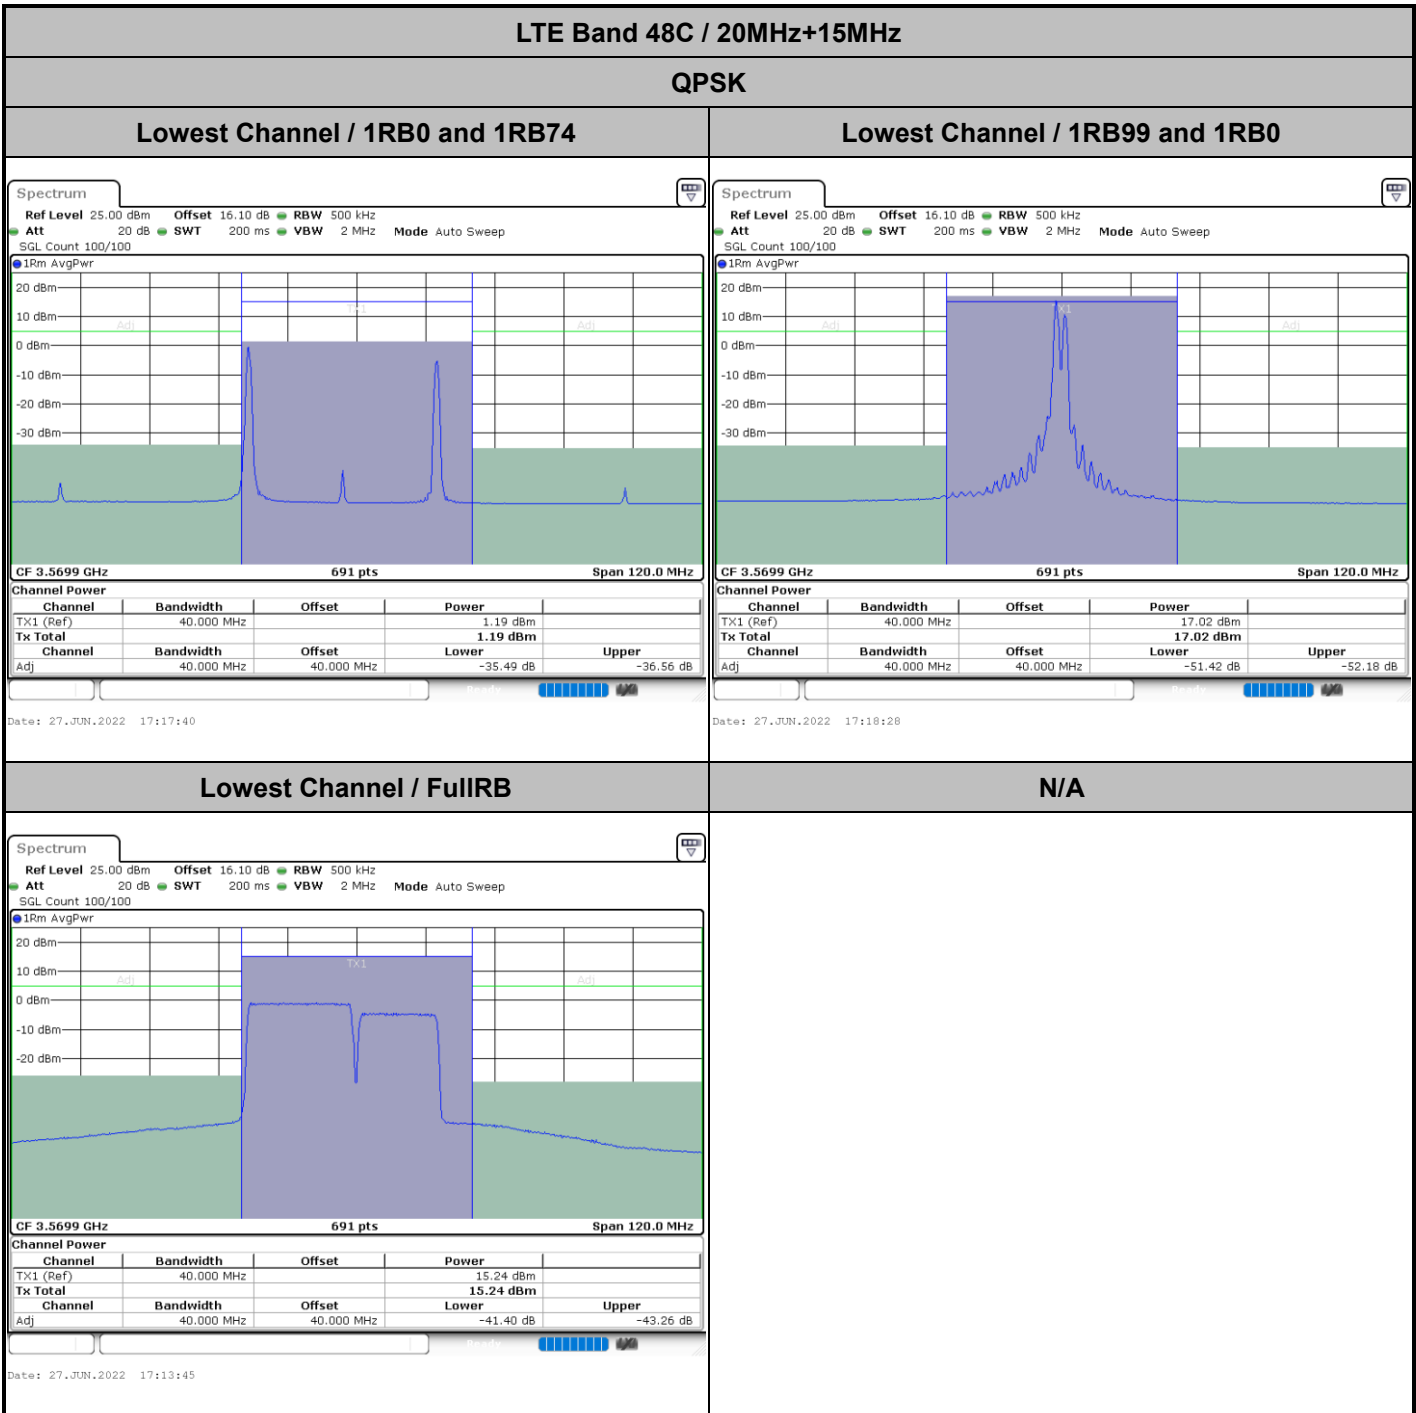 LTE Band 48C / 20MHz+15MHz
QPSK
Lowest Channel / 1RB0 and 1RB74
Lowest Channel / 1RB99 and 1RB0
Spectrum
Ref Level 25.00 dBm Offset 16.10 dB RBW 500 kHz
Att 20 dB SWT 200 ms VBW 2 MHz Mode Auto Sweep
SGL Count 100/100
1Rm AvgPwr
20 dBm
10 dBm
0 dBm
-10 dBm
-20 dBm
-30 dBm
Adj
TX1
Adj
CF 3.5699 GHz 691 pts Span 120.0 MHz
Channel Power
Channel Bandwidth Offset Power
TX1 (Ref) 40.000 MHz 1.19 dBm
Tx Total 1.19 dBm
Channel Bandwidth Offset Lower Upper
Adj 40.000 MHz 40.000 MHz -35.49 dB -36.56 dB
Ready
Date: 27.JUN.2022 17:17:40
Spectrum
Ref Level 25.00 dBm Offset 16.10 dB RBW 500 kHz
Att 20 dB SWT 200 ms VBW 2 MHz Mode Auto Sweep
SGL Count 100/100
1Rm AvgPwr
20 dBm
10 dBm
0 dBm
-10 dBm
-20 dBm
-30 dBm
Adj
TX1
Adj
CF 3.5699 GHz 691 pts Span 120.0 MHz
Channel Power
Channel Bandwidth Offset Power
TX1 (Ref) 40.000 MHz 17.02 dBm
Tx Total 17.02 dBm
Channel Bandwidth Offset Lower Upper
Adj 40.000 MHz 40.000 MHz -51.42 dB -52.18 dB
Ready
Date: 27.JUN.2022 17:18:28
Lowest Channel / FullRB
N/A
Spectrum
Ref Level 25.00 dBm Offset 16.10 dB RBW 500 kHz
Att 20 dB SWT 200 ms VBW 2 MHz Mode Auto Sweep
SGL Count 100/100
1Rm AvgPwr
20 dBm
10 dBm
0 dBm
-10 dBm
-20 dBm
Adj
TX1
Adj
CF 3.5699 GHz 691 pts Span 120.0 MHz
Channel Power
Channel Bandwidth Offset Power
TX1 (Ref) 40.000 MHz 15.24 dBm
Tx Total 15.24 dBm
Channel Bandwidth Offset Lower Upper
Adj 40.000 MHz 40.000 MHz -41.40 dB -43.26 dB
Ready
Date: 27.JUN.2022 17:13:45